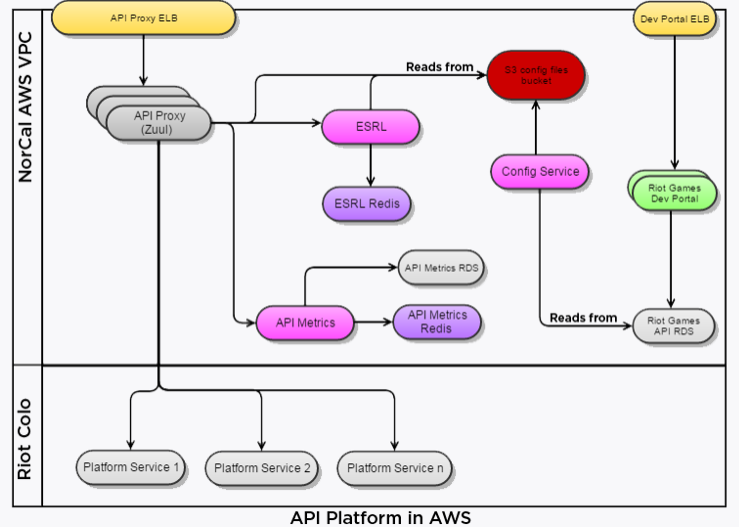 API Proxy ELB
Dev Portal ELB
NorCal AWS VPC
Reads from
S3 config files
bucket
API Proxy
(Zuul)
ESRL
Config Service
Riot Games
Dev Portal
ESRL Redis
API Metrics RDS
API Metrics
API Metrics
Redis
Reads from
Riot Games
API RDS
Riot Colo
Platform Service 1
Platform Service 2
Platform Service n
API Platform in AWS